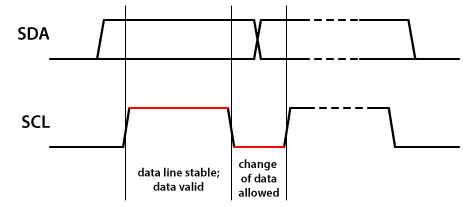 SDA
SCL
data line stable;
data valid
change
of data
allowed